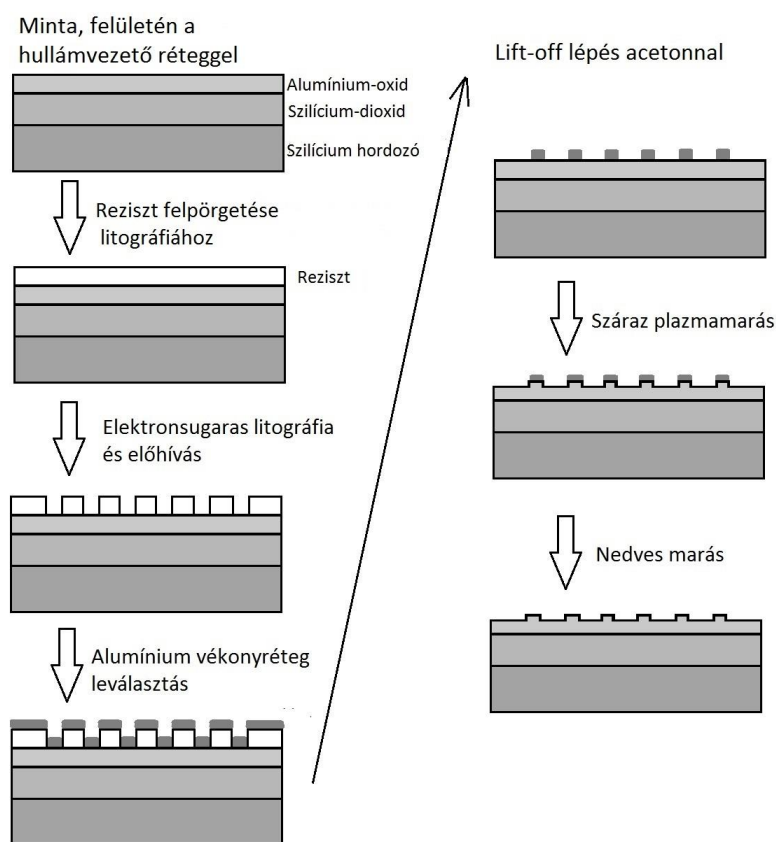 Minta, felületén a
hullámvezető réteggel
Alumínium-oxid
Szilícium-dioxid
Szilícium hordozó
Reziszt felpörgetése
litográfiához
Reziszt
Elektronsugaras litográfia
és előhívás
Alumínium vékonyréteg
leválasztás
Lift-off lépés acetonnal
Száraz plazmamarás
Nedves marás